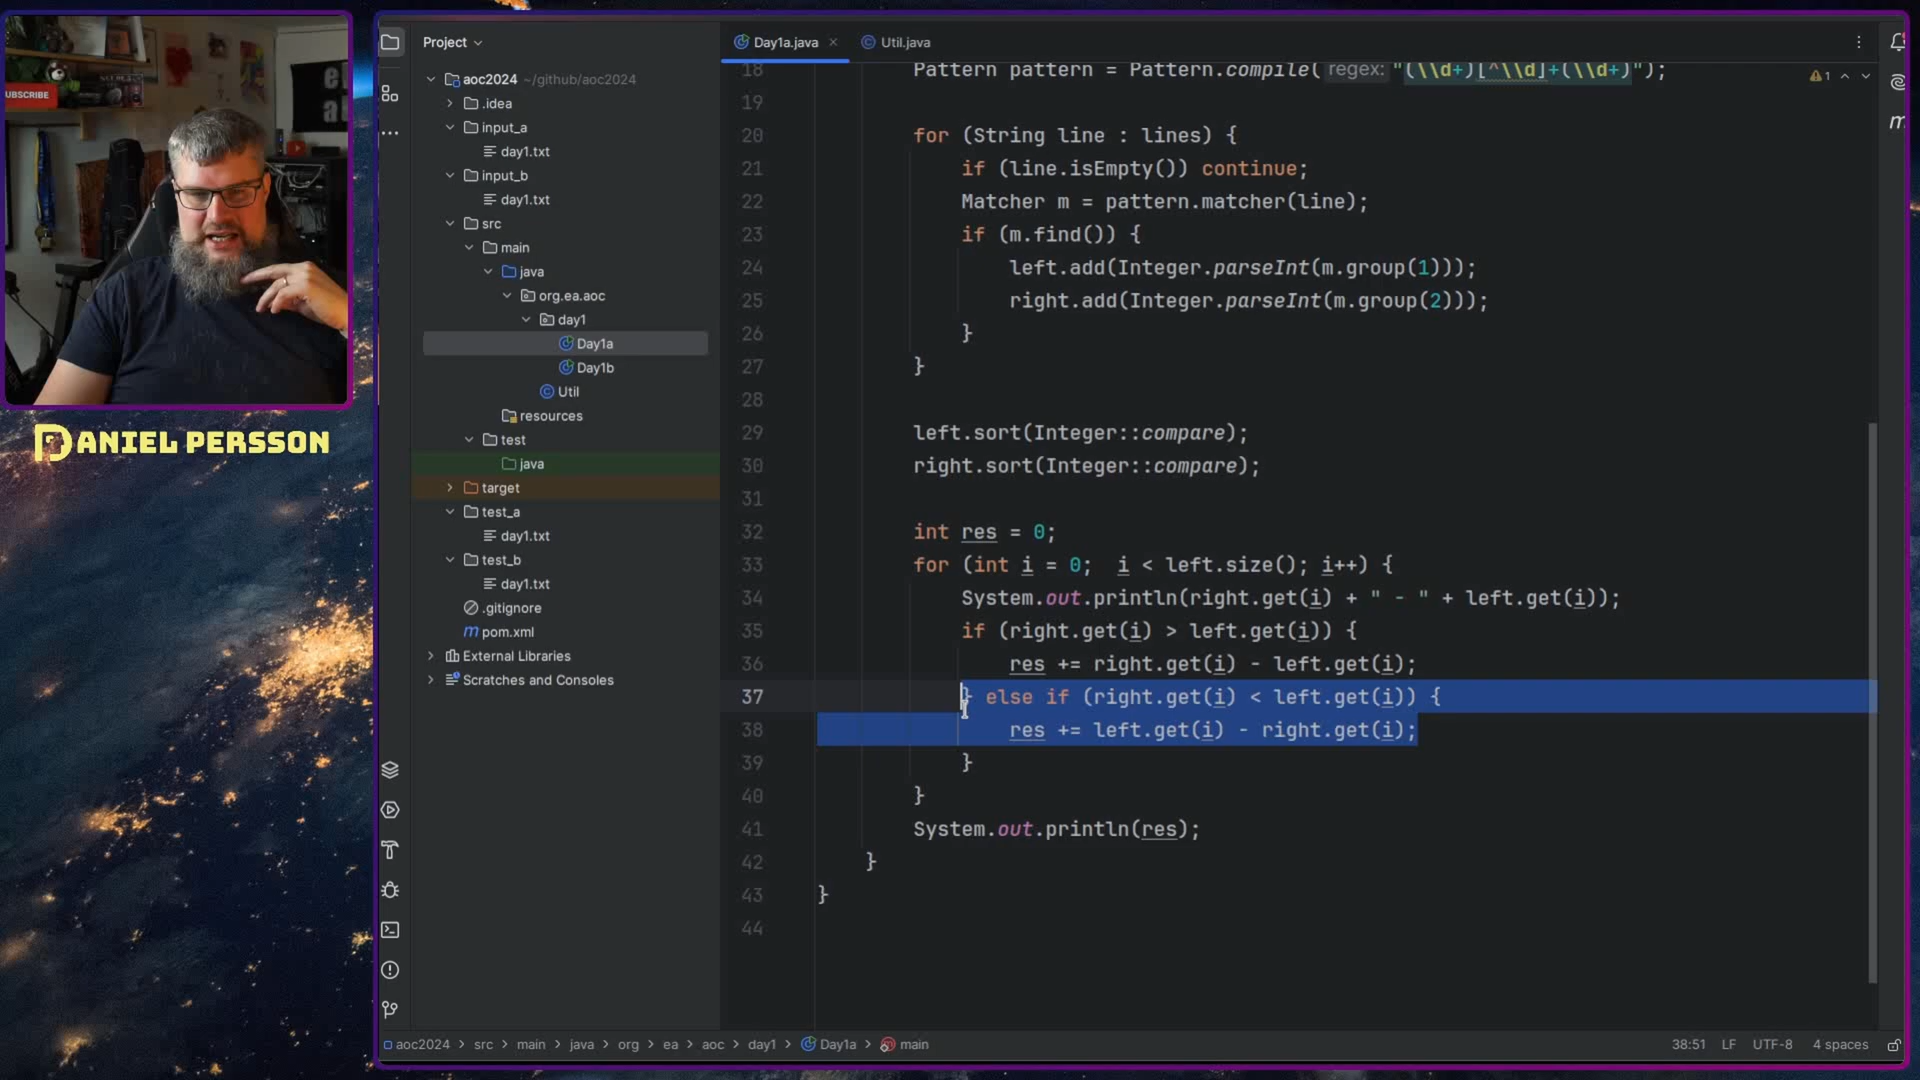 SUBSCRIBE
DANIEL PERSSON
Project
aoc2024 ~/github/aoc2024
.idea
input_a
day1.txt
input_b
day1.txt
src
main
java
org.ea.aoc
day1
Day1a
Day1b
Util
resources
test
java
target
test_a
day1.txt
test_b
day1.txt
.gitignore
pom.xml
External Libraries
Scratches and Consoles
Day1a.java
Util.java
1
18 Pattern pattern = Pattern.compile( regex: "(\\d+)[^\\d]+(\\d+)");
19
20 for (String line : lines) {
21 if (line.isEmpty()) continue;
22 Matcher m = pattern.matcher(line);
23 if (m.find()) {
24 left.add(Integer.parseInt(m.group(1)));
25 right.add(Integer.parseInt(m.group(2)));
26 }
27 }
28
29 left.sort(Integer::compare);
30 right.sort(Integer::compare);
31
32 int res = 0;
33 for (int i = 0; i < left.size(); i++) {
34 System.out.println(right.get(i) + " - " + left.get(i));
35 if (right.get(i) > left.get(i)) {
36 res += right.get(i) - left.get(i);
37 } else if (right.get(i) < left.get(i)) {
38 res += left.get(i) - right.get(i);
39 }
40 }
41 System.out.println(res);
42 }
43 }
44
aoc2024 > src > main > java > org > ea > aoc > day1 > Day1a > main
38:51 LF UTF-8 4 spaces